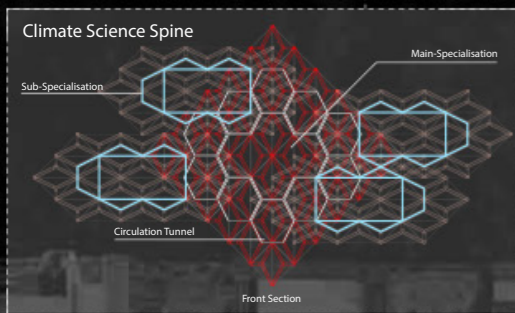 Climate Science Spine
Main-Specialisation
Sub-Specialisation
Circulation Tunnel
Front Section